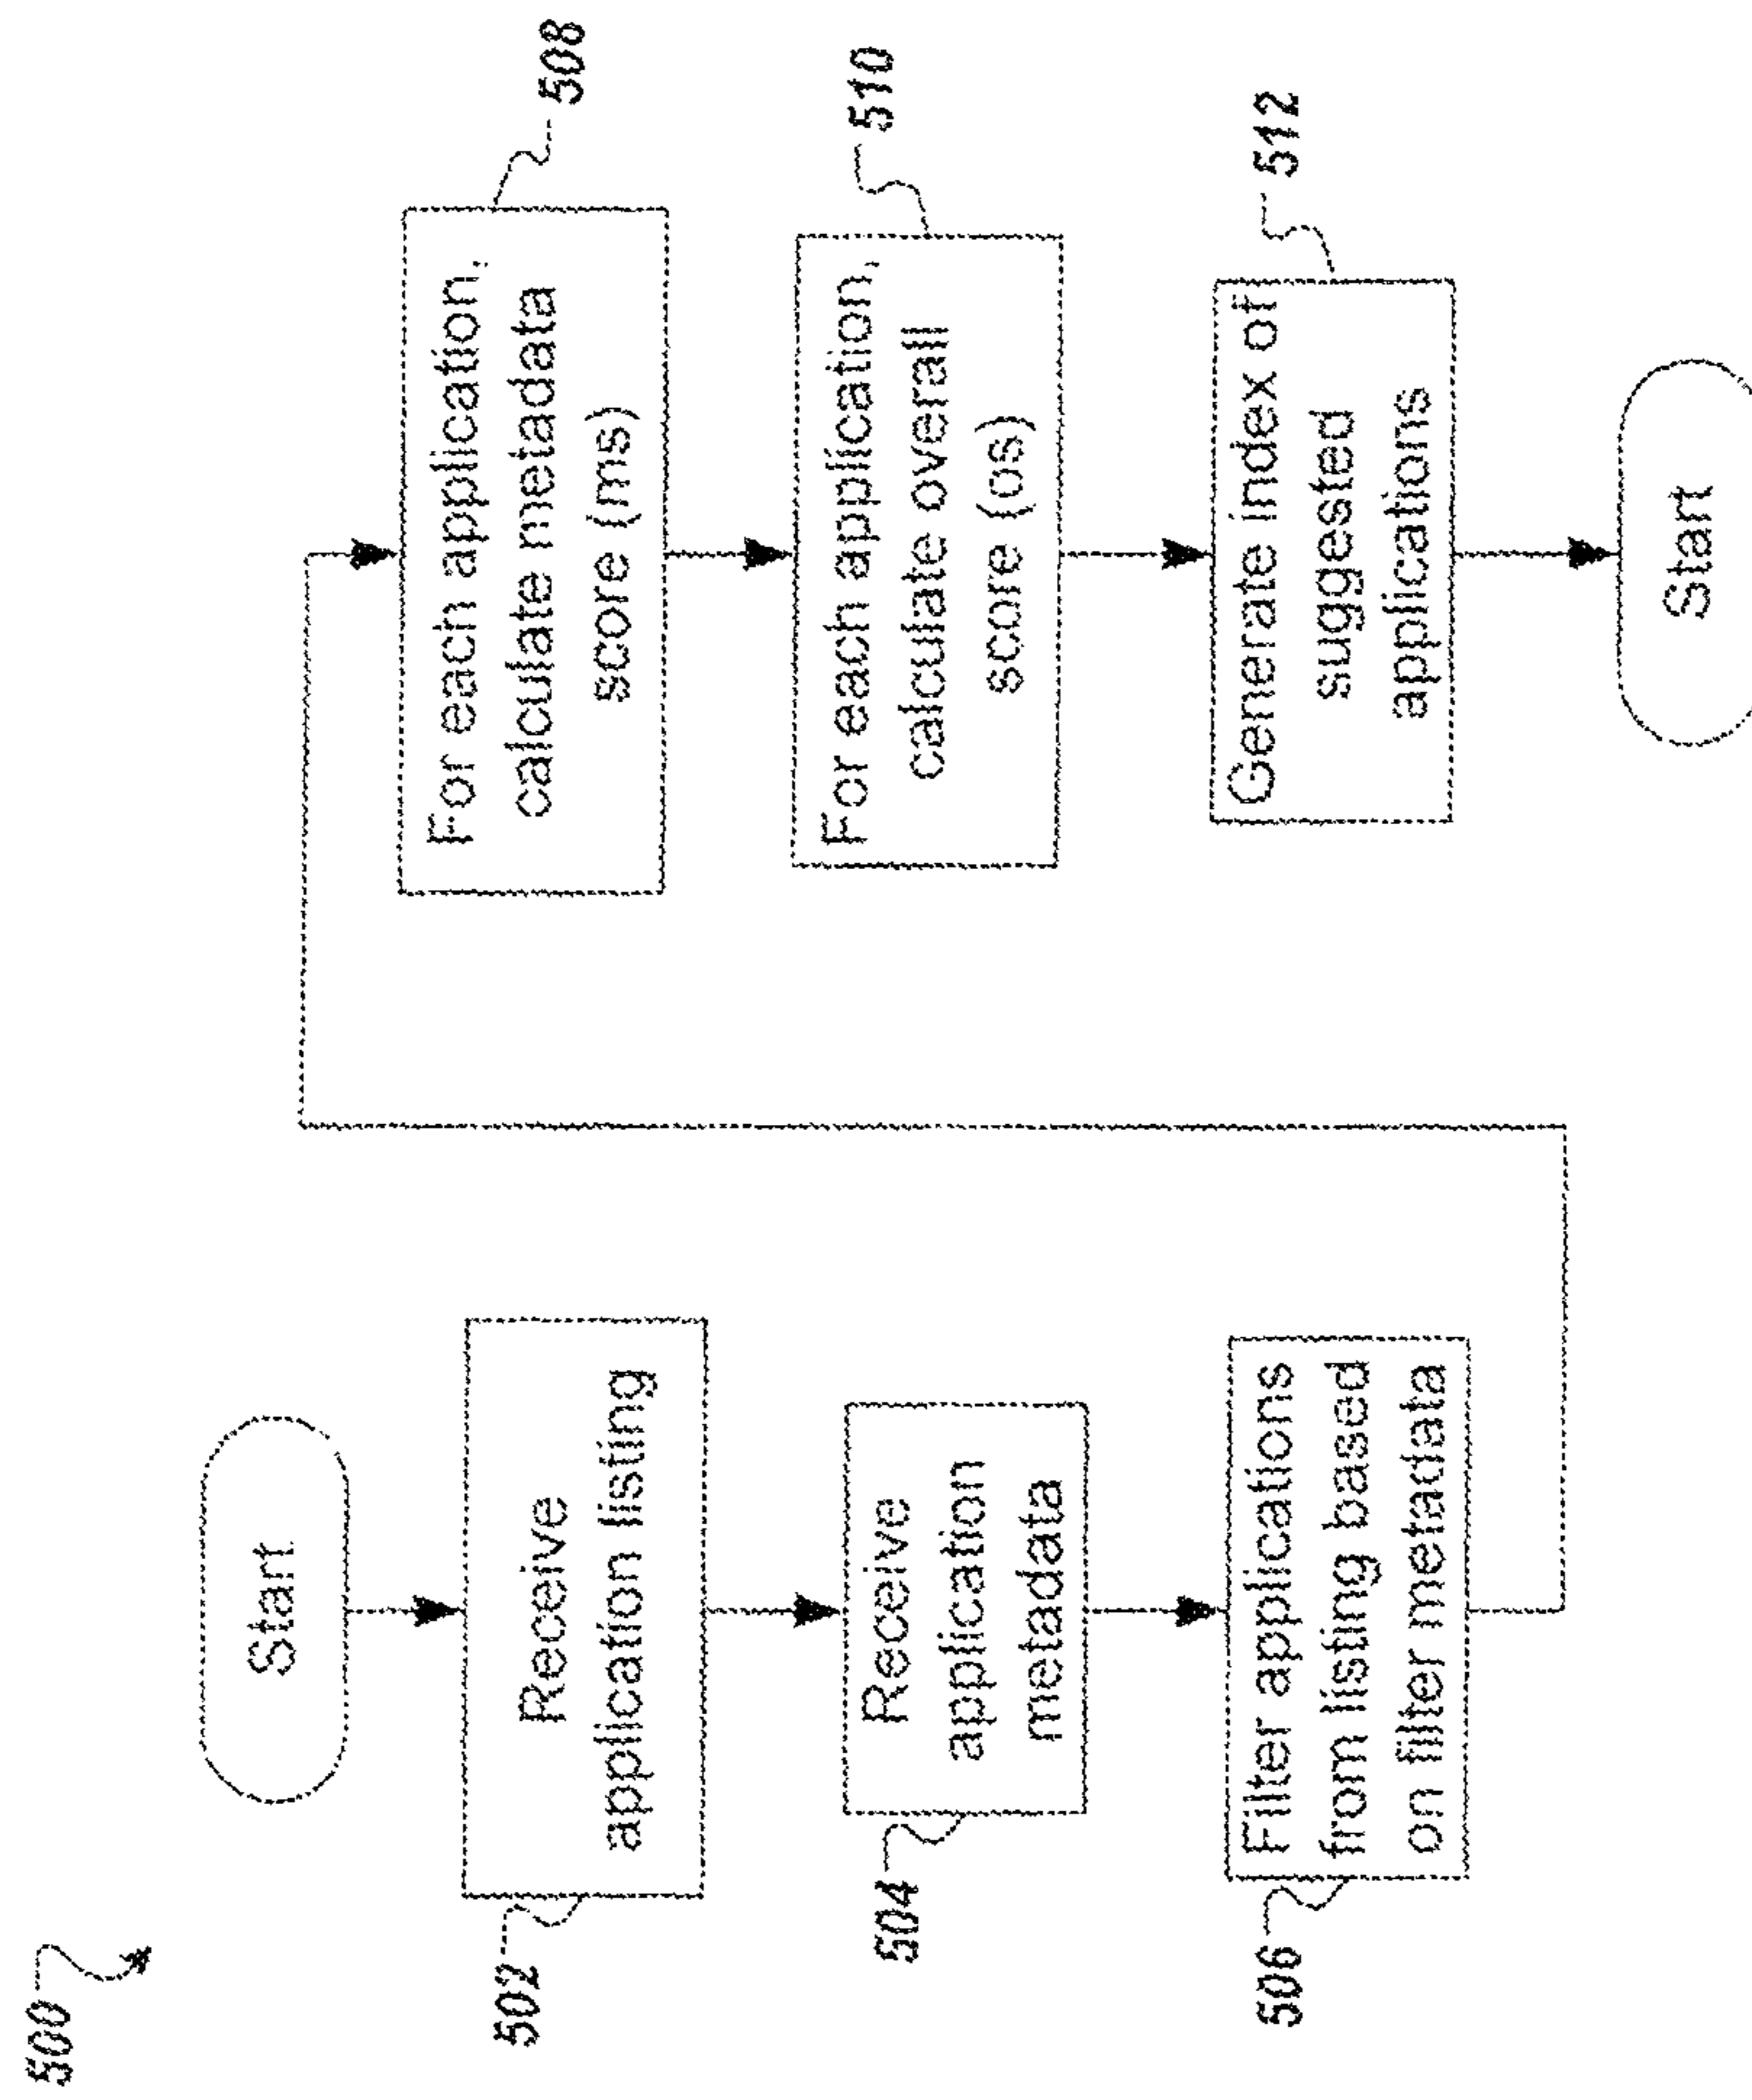 500
Start
502
Receive
application listing
504
Receive
application
metadata
506
Filter applications
from listing based
on filter metadata
508
For each application,
calculate metadata
score (ms)
510
For each application,
calculate overall
score (os)
512
Generate index of
suggested
applications
Start